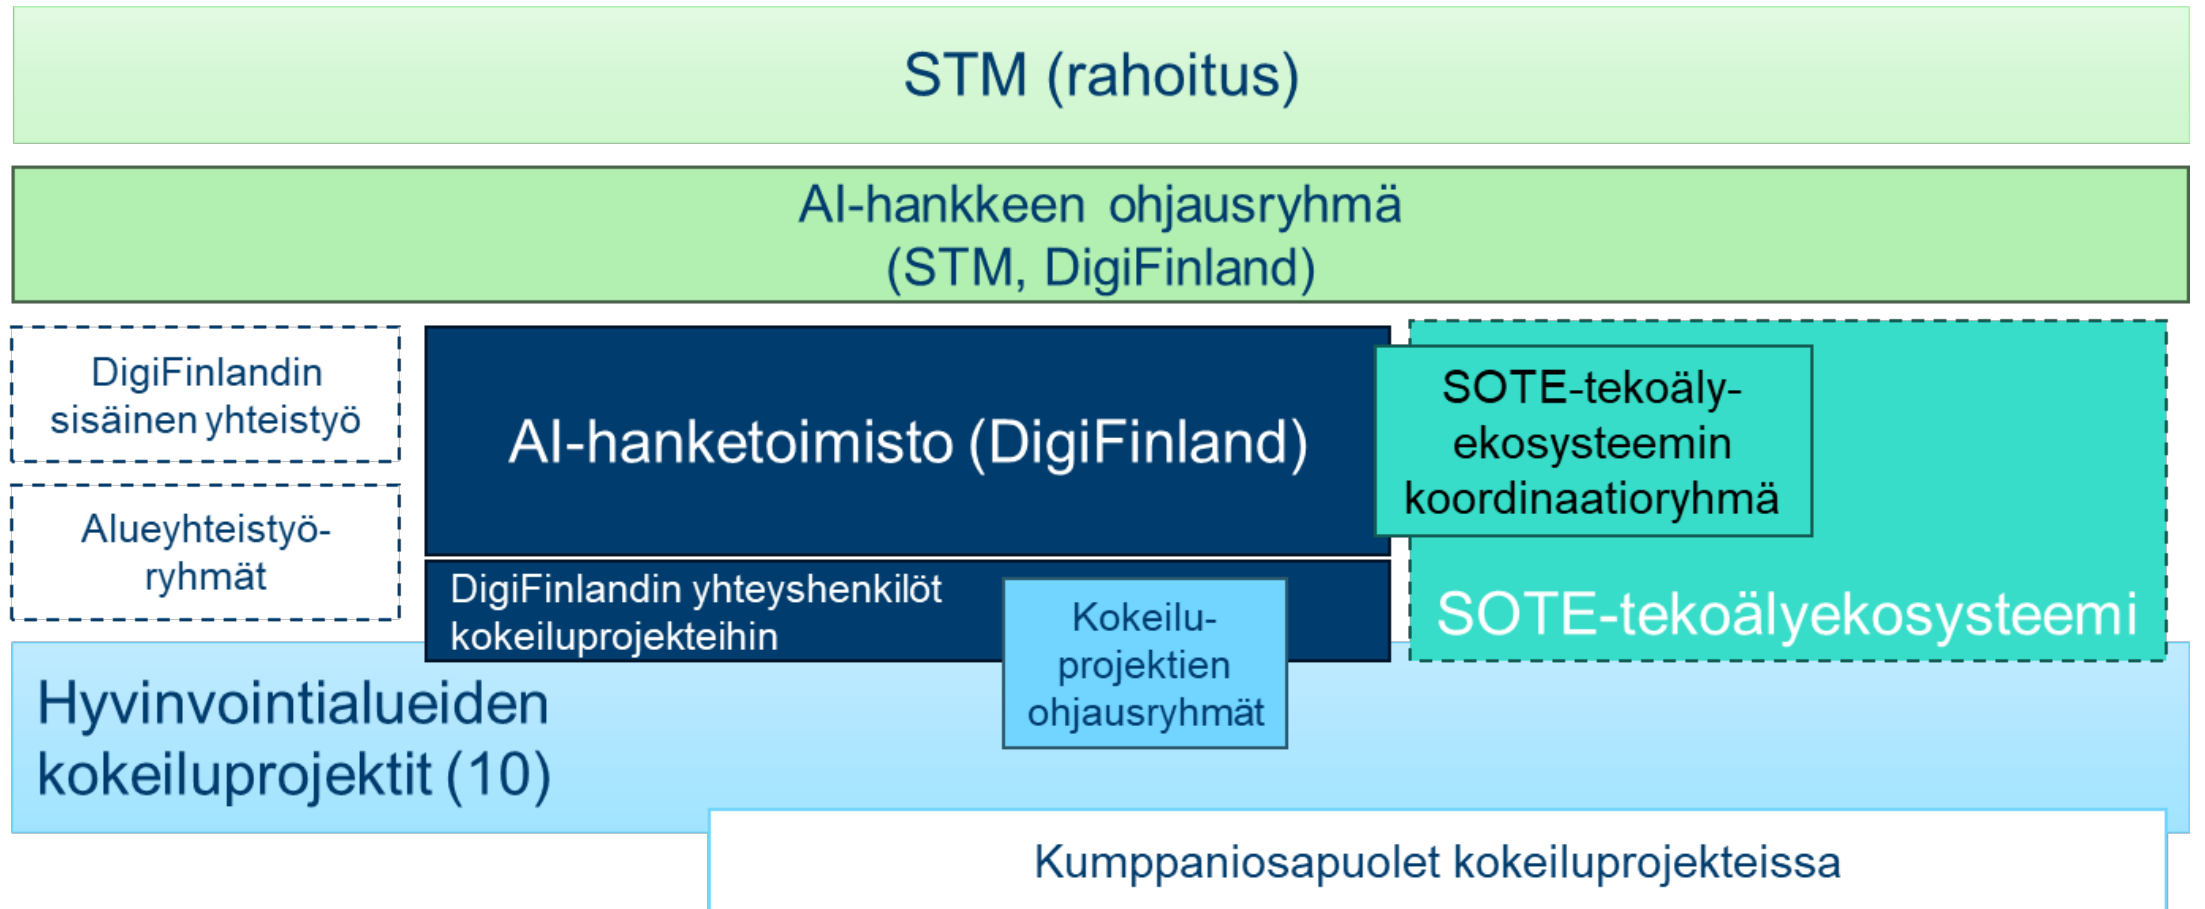 STM (rahoitus)
AI-hankkeen ohjausryhmä
(STM, DigiFinland)
DigiFinlandin
sisäinen yhteistyö
Alueyhteistyö-
ryhmät
AI-hanketoimisto (DigiFinland)
SOTE-tekoäly-
ekosysteemin
koordinaatioryhmä
SOTE-tekoälyekosysteemi
DigiFinlandin yhteyshenkilöt
kokeiluprojekteihin
Kokeilu-
projektien
ohjausryhmät
Hyvinvointialueiden
kokeiluprojektit (10)
Kumppaniosapuolet kokeiluprojekteissa